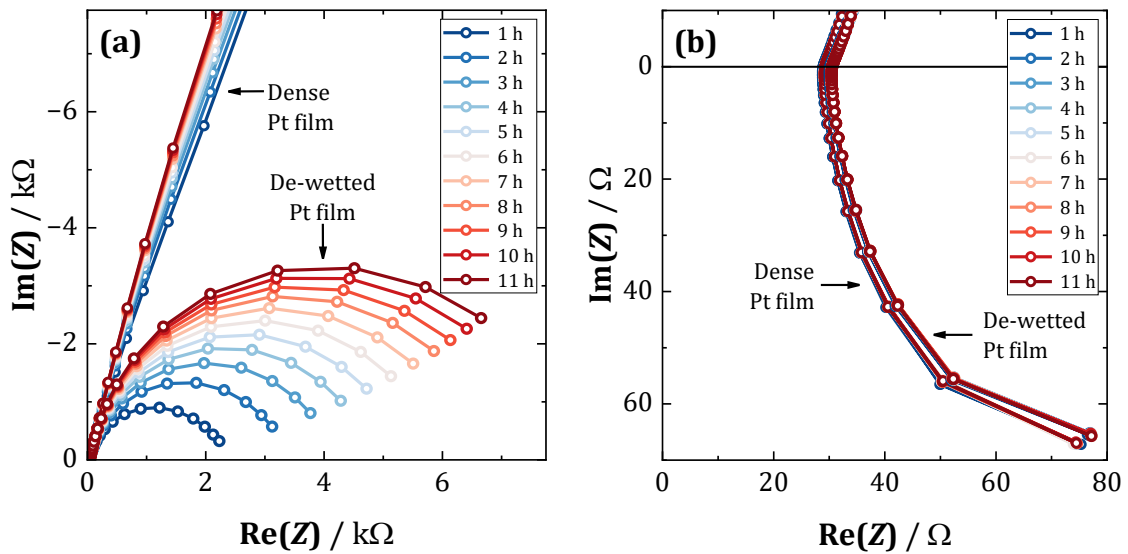 (a)
Im(Z) / kΩ
−6
−4
−2
0
0
2
4
6
Re(Z) / kΩ
Dense
Pt film
De-wetted
Pt film
1 h
2 h
3 h
4 h
5 h
6 h
7 h
8 h
9 h
10 h
11 h
(b)
Im(Z) / Ω
0
20
40
60
0
20
40
60
80
Re(Z) / Ω
Dense
Pt film
De-wetted
Pt film
1 h
2 h
3 h
4 h
5 h
6 h
7 h
8 h
9 h
10 h
11 h